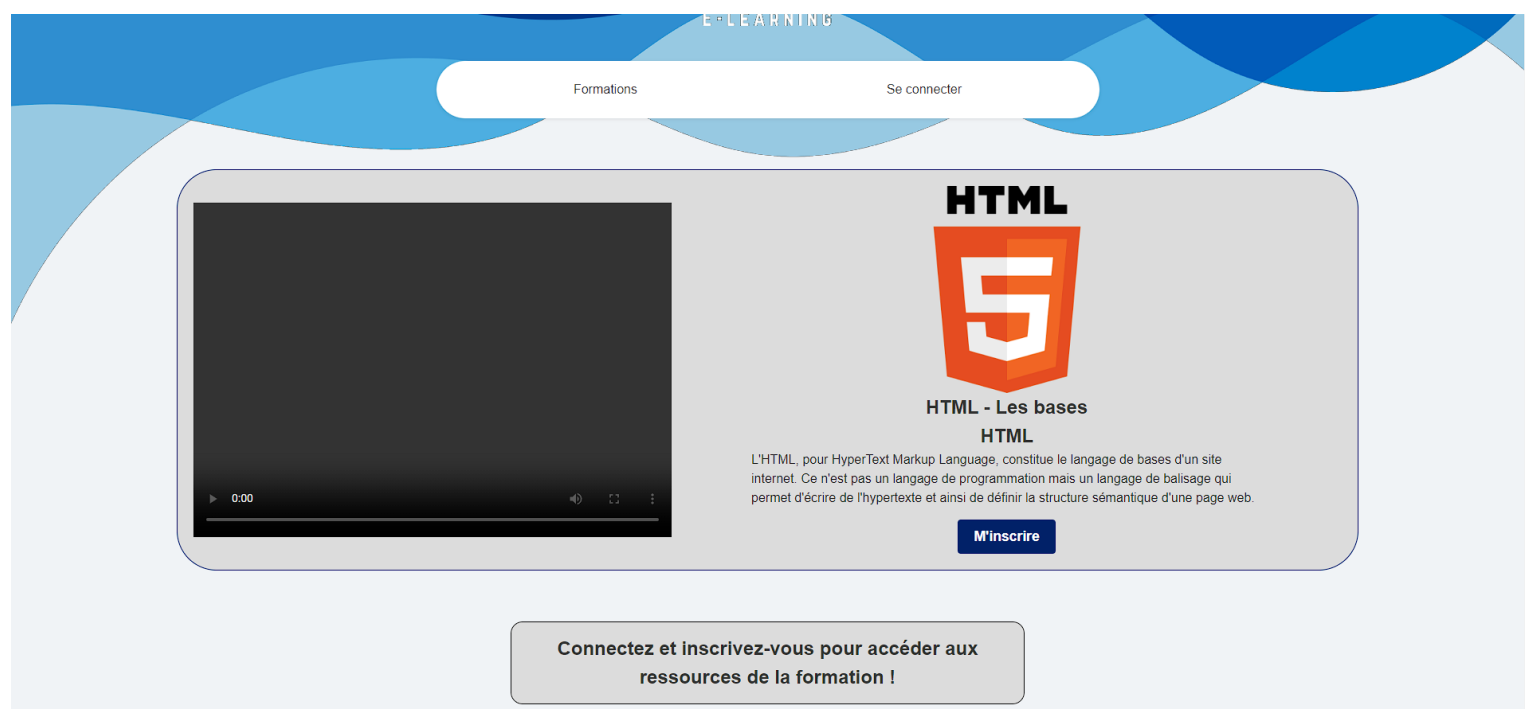 E-LEARNING
Formations
Se connecter
0:00
HTML
5
HTML - Les bases
HTML
L'HTML, pour HyperText Markup Language, constitue le langage de bases d'un site
internet. Ce n'est pas un langage de programmation mais un langage de balisage qui
permet d'écrire de l'hypertexte et ainsi de définir la structure sémantique d'une page web.
M'inscrire
Connectez et inscrivez-vous pour accéder aux
ressources de la formation !